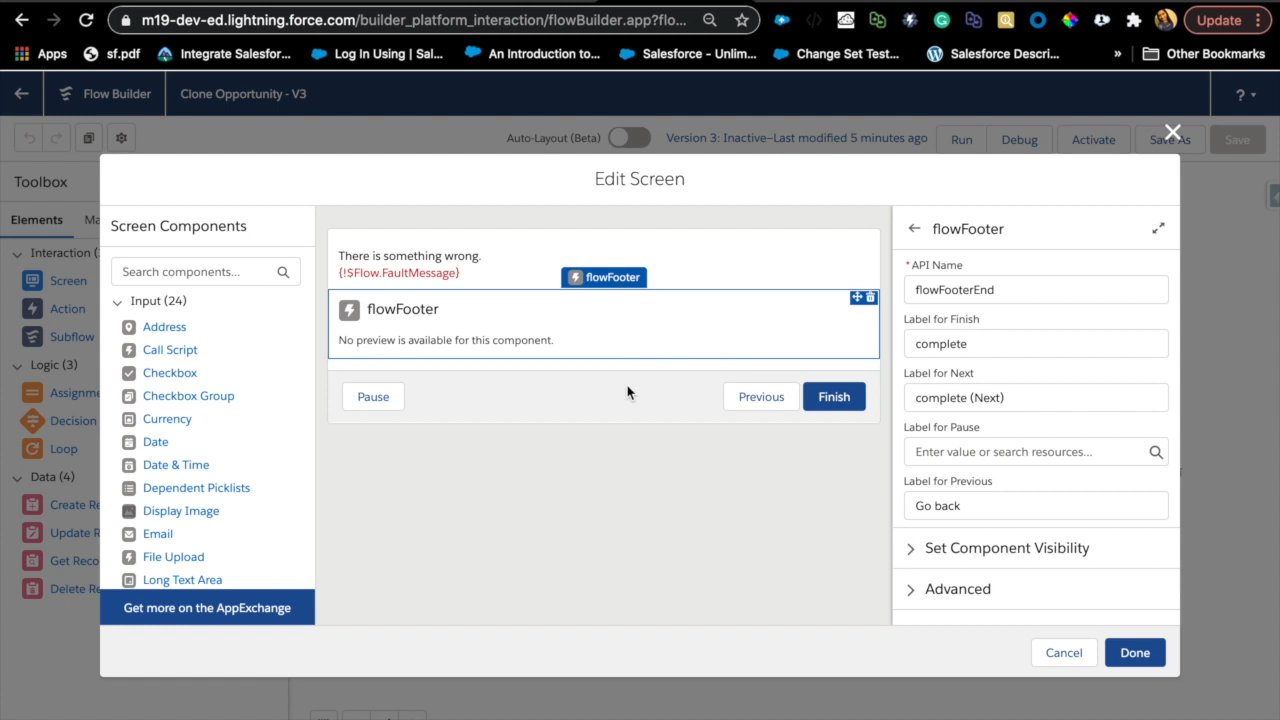 m19-dev-ed.lightning.force.com/builder_platform_interaction/flowBuilder.app?flo...
Update
Apps
sf.pdf
Integrate Salesfor...
Log In Using | Sal...
An Introduction to...
Salesforce – Unlim...
Change Set Test...
Salesforce Descri...
»
Other Bookmarks
Flow Builder
Clone Opportunity - V3
?
Auto-Layout (Beta)
Version 3: Inactive—Last modified 5 minutes ago
Run
Debug
Activate
Save As
Save
Toolbox
Elements
Ma
Interaction (
Screen
Action
Subflow
Logic (3)
Assignme
Decision
Loop
Data (4)
Create Re
Update R
Get Reco
Delete Re
Edit Screen
Screen Components
Search components...
Input (24)
Address
Call Script
Checkbox
Checkbox Group
Currency
Date
Date & Time
Dependent Picklists
Display Image
Email
File Upload
Long Text Area
Get more on the AppExchange
There is something wrong.
{!$Flow.FaultMessage}
flowFooter
flowFooter
No preview is available for this component.
Pause
Previous
Finish
flowFooter
* API Name
flowFooterEnd
Label for Finish
complete
Label for Next
complete (Next)
Label for Pause
Enter value or search resources...
Label for Previous
Go back
Set Component Visibility
Advanced
Cancel
Done